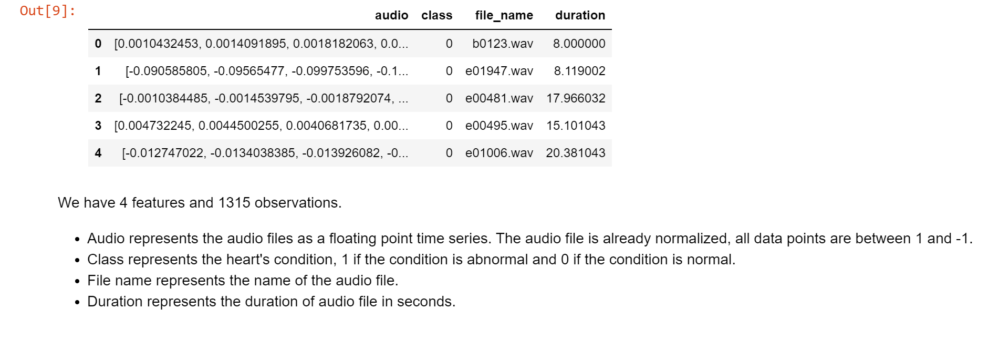 Out[9]:
audio class file_name duration
0 [0.0010432453, 0.0014091895, 0.0018182063, 0.0... 0 b0123.wav 8.000000
1 [-0.090585805, -0.09565477, -0.099753596, -0.1... 0 e01947.wav 8.119002
2 [-0.0010384485, -0.0014539795, -0.0018792074, ... 0 e00481.wav 17.966032
3 [0.004732245, 0.0044500255, 0.0040681735, 0.00... 0 e00495.wav 15.101043
4 [-0.012747022, -0.0134038385, -0.013926082, -0... 0 e01006.wav 20.381043
We have 4 features and 1315 observations.
• Audio represents the audio files as a floating point time series. The audio file is already normalized, all data points are between 1 and -1.
• Class represents the heart's condition, 1 if the condition is abnormal and 0 if the condition is normal.
• File name represents the name of the audio file.
• Duration represents the duration of audio file in seconds.